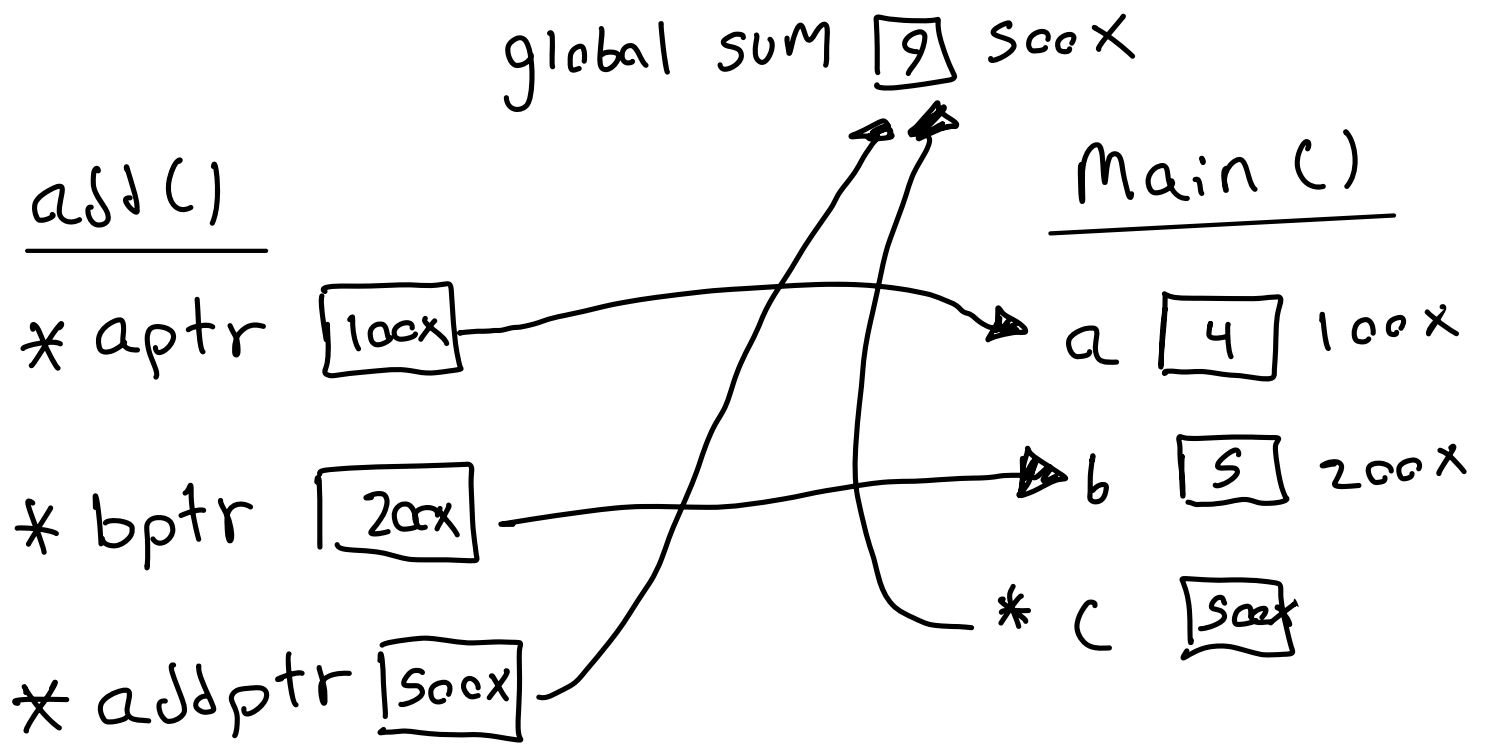 global sum 9 500x
add()
Main()
* aptr 100x
a 4 100x
* bptr 200x
b 5 200x
* c 500x
* addptr 500x